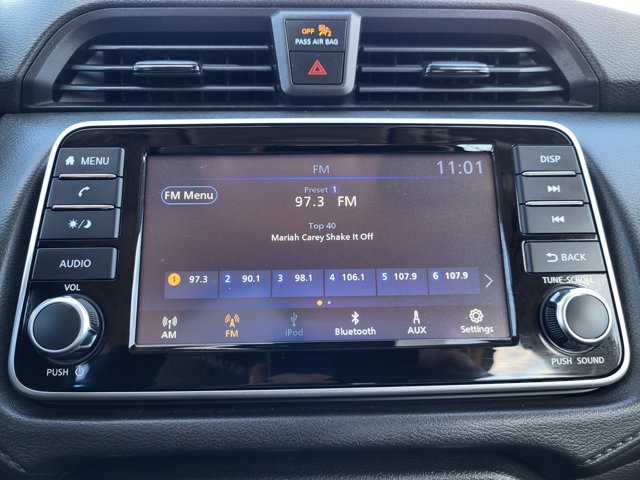 OFF
PASS AIR BAG
MENU
AUDIO
VOL
PUSH
FM
11:01
FM Menu
Preset 1
97.3 FM
Top 40
Mariah Carey Shake It Off
1 97.3 2 90.1 3 98.1 4 106.1 5 107.9 6 107.9
AM FM iPod Bluetooth AUX Settings
DISP
BACK
TUNE·SCROLL
PUSH SOUND